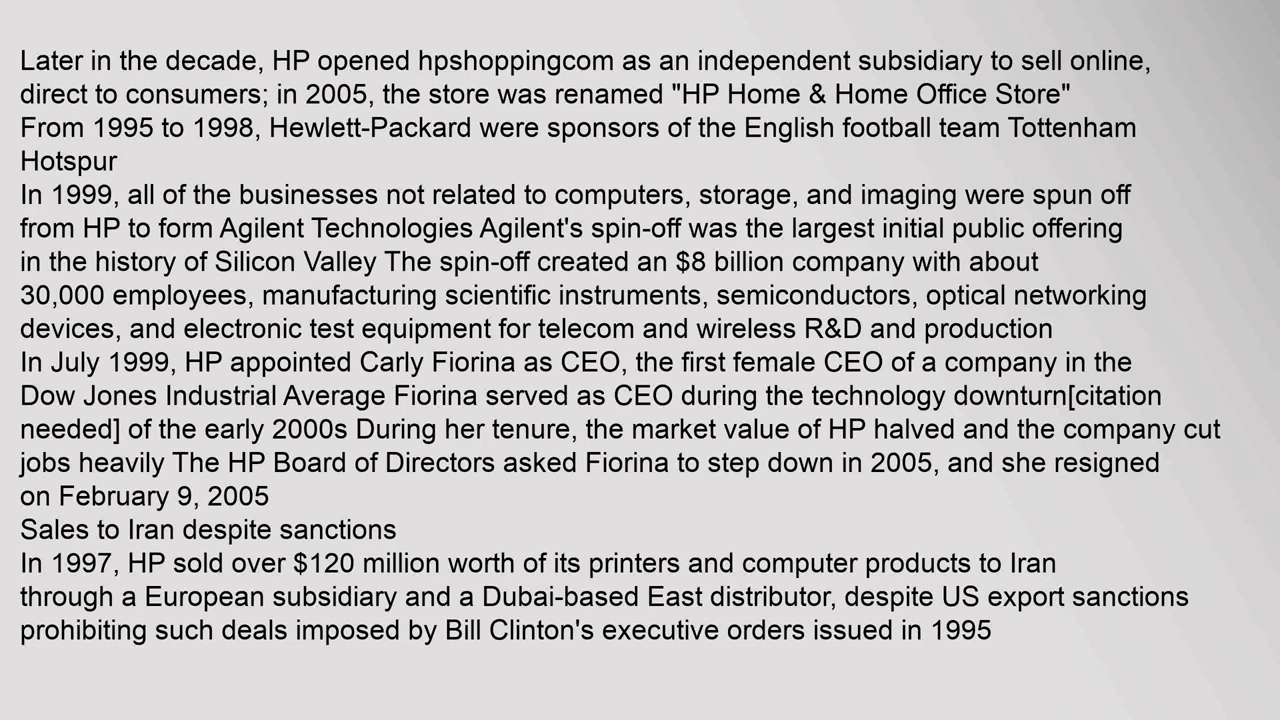 Later in the decade, HP opened hpshoppingcom as an independent subsidiary to sell online,
direct to consumers; in 2005, the store was renamed "HP Home & Home Office Store"
From 1995 to 1998, Hewlett-Packard were sponsors of the English football team Tottenham
Hotspur
In 1999, all of the businesses not related to computers, storage, and imaging were spun off
from HP to form Agilent Technologies Agilent's spin-off was the largest initial public offering
in the history of Silicon Valley The spin-off created an $8 billion company with about
30,000 employees, manufacturing scientific instruments, semiconductors, optical networking
devices, and electronic test equipment for telecom and wireless R&D and production
In July 1999, HP appointed Carly Fiorina as CEO, the first female CEO of a company in the
Dow Jones Industrial Average Fiorina served as CEO during the technology downturn[citation
needed] of the early 2000s During her tenure, the market value of HP halved and the company cut
jobs heavily The HP Board of Directors asked Fiorina to step down in 2005, and she resigned
on February 9, 2005
Sales to Iran despite sanctions
In 1997, HP sold over $120 million worth of its printers and computer products to Iran
through a European subsidiary and a Dubai-based East distributor, despite US export sanctions
prohibiting such deals imposed by Bill Clinton's executive orders issued in 1995